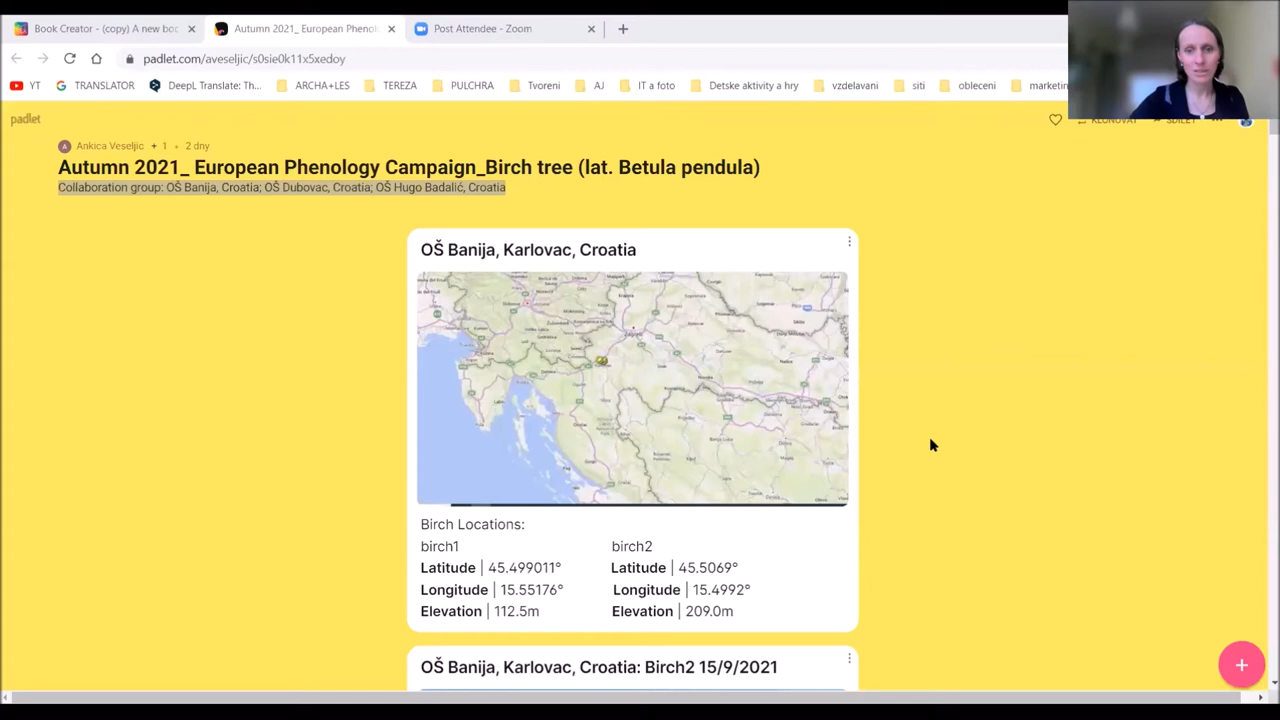 Book Creator - (copy) A new boo
Autumn 2021_ European Phenol
Post Attendee - Zoom
padlet.com/aveseljic/s0sie0k11x5xedoy
YT
TRANSLATOR
DeepL Translate: Th...
ARCHA+LES
TEREZA
PULCHRA
Tvoreni
AJ
IT a foto
Detske aktivity a hry
vzdelavani
siti
obleceni
marketin
padlet
KLONOVAT
SDÍLET
A Ankica Veseljic + 1 • 2 dny
Autumn 2021_ European Phenology Campaign_Birch tree (lat. Betula pendula)
Collaboration group: OŠ Banija, Croatia; OŠ Dubovac, Croatia; OŠ Hugo Badalić, Croatia
OŠ Banija, Karlovac, Croatia
Zagreb
Birch Locations:
birch1 birch2
Latitude | 45.499011° Latitude | 45.5069°
Longitude | 15.55176° Longitude | 15.4992°
Elevation | 112.5m Elevation | 209.0m
OŠ Banija, Karlovac, Croatia: Birch2 15/9/2021